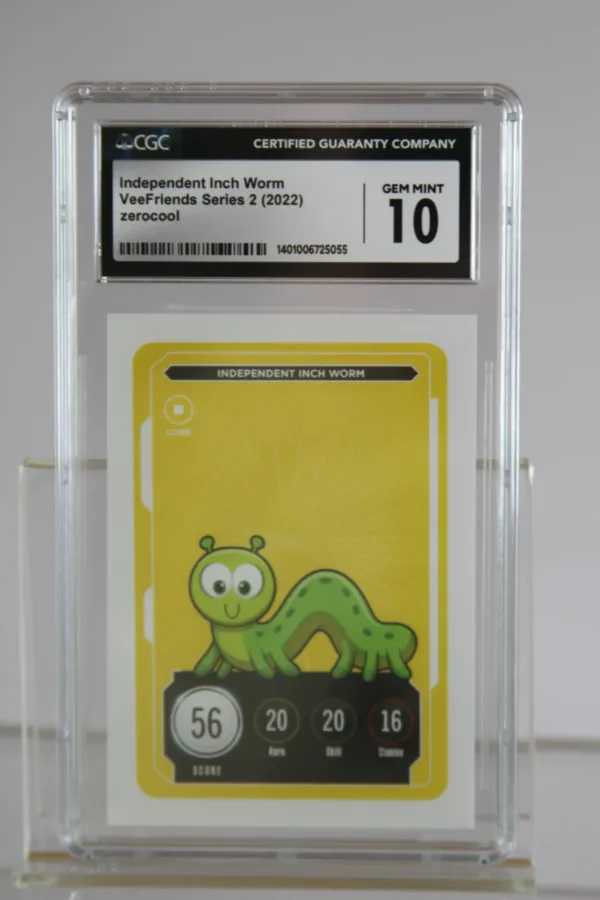 CGC
CERTIFIED GUARANTY COMPANY
Independent Inch Worm
VeeFriends Series 2 (2022)
zerocool
GEM MINT
10
1401006725055
INDEPENDENT INCH WORM
CORE
56
20
20
16
SCORE
Aura
Skill
Stamina